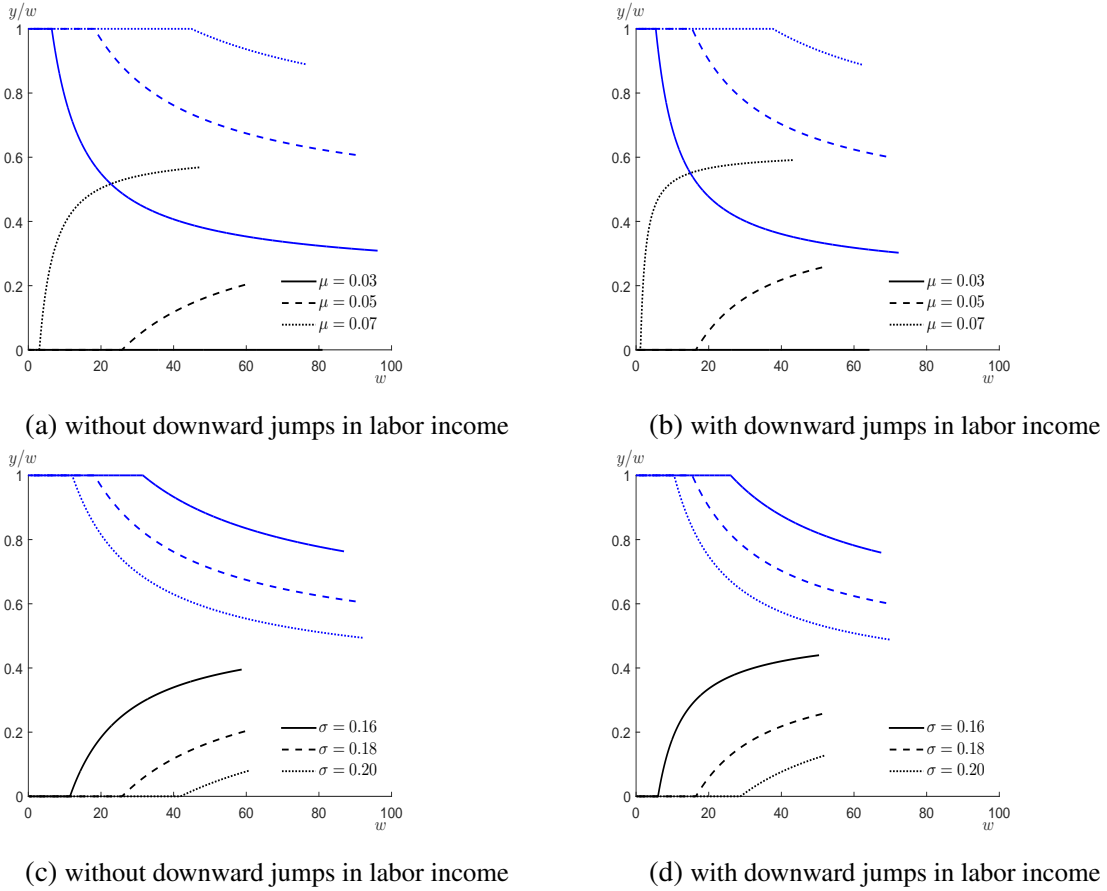 y/w
1
0.8
0.6
0.4
0.2
0
0 20 40 60 80 100
w
μ = 0.03
μ = 0.05
μ = 0.07
(a) without downward jumps in labor income
y/w
1
0.8
0.6
0.4
0.2
0
0 20 40 60 80 100
w
μ = 0.03
μ = 0.05
μ = 0.07
(b) with downward jumps in labor income
y/w
1
0.8
0.6
0.4
0.2
0
0 20 40 60 80 100
w
σ = 0.16
σ = 0.18
σ = 0.20
(c) without downward jumps in labor income
y/w
1
0.8
0.6
0.4
0.2
0
0 20 40 60 80 100
w
σ = 0.16
σ = 0.18
σ = 0.20
(d) with downward jumps in labor income